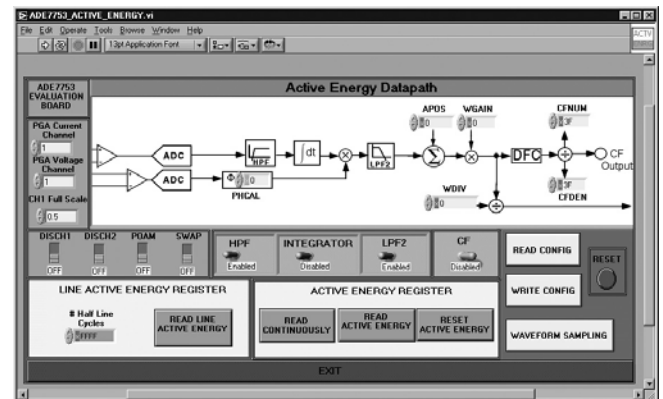 ADE7753_ACTIVE_ENERGY.vi
File Edit Operate Tools Browse Window Help
13pt Application Font
ACTV
ADE7753
EVALUATION
BOARD
Active Energy Datapath
PGA Current
Channel
1
PGA Voltage
Channel
1
CH1 Full Scale
0.5
APOS
0
WGAIN
0
CFNUM
3F
ADC
HPF
∫dt
LPF2
Σ
DFC
CF
Output
ADC
Φ 0
PHCAL
WDIV
0
3F
CFDEN
DISCH1 DISCH2 POAM SWAP
OFF OFF OFF OFF
HPF
Enabled
INTEGRATOR
Disabled
LPF2
Enabled
CF
Disabled
READ CONFIG
RESET
WRITE CONFIG
WAVEFORM SAMPLING
LINE ACTIVE ENERGY REGISTER
# Half Line
Cycles
FFFF
READ LINE
ACTIVE ENERGY
ACTIVE ENERGY REGISTER
READ
CONTINUOUSLY
READ
ACTIVE ENERGY
RESET
ACTIVE ENERGY
EXIT